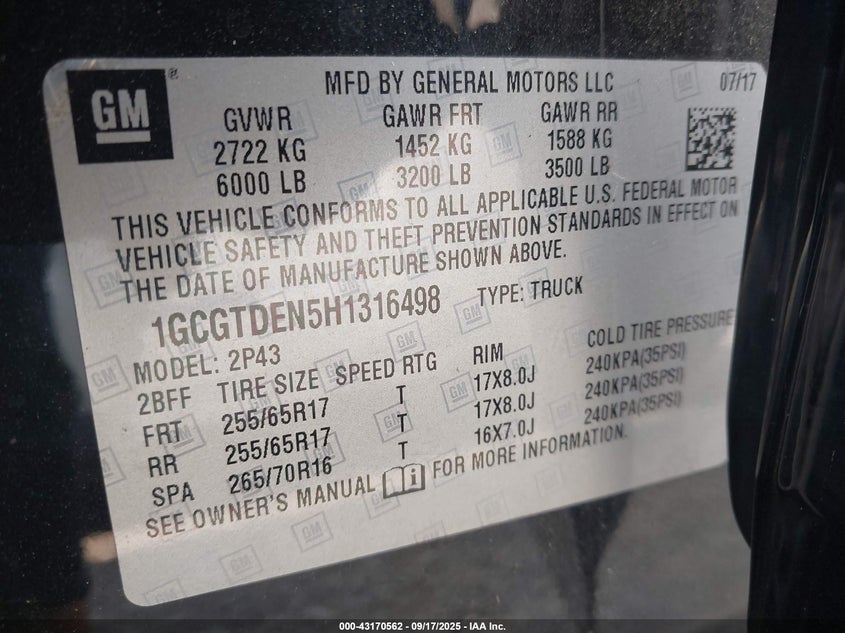 GM
®
MFD BY GENERAL MOTORS LLC 07/17
GVWR GAWR FRT GAWR RR
2722 KG 1452 KG 1588 KG
6000 LB 3200 LB 3500 LB
THIS VEHICLE CONFORMS TO ALL APPLICABLE U.S. FEDERAL MOTOR
VEHICLE SAFETY AND THEFT PREVENTION STANDARDS IN EFFECT ON
THE DATE OF MANUFACTURE SHOWN ABOVE.
1GCGTDEN5H1316498 TYPE: TRUCK
MODEL: 2P43
2BFF TIRE SIZE SPEED RTG RIM COLD TIRE PRESSURE
FRT 255/65R17 T 17X8.0J 240KPA(35PSI)
RR 255/65R17 T 17X8.0J 240KPA(35PSI)
SPA 265/70R16 T 16X7.0J 240KPA(35PSI)
SEE OWNER'S MANUAL FOR MORE INFORMATION.
000-43170562 - 09/17/2025 - IAA Inc.